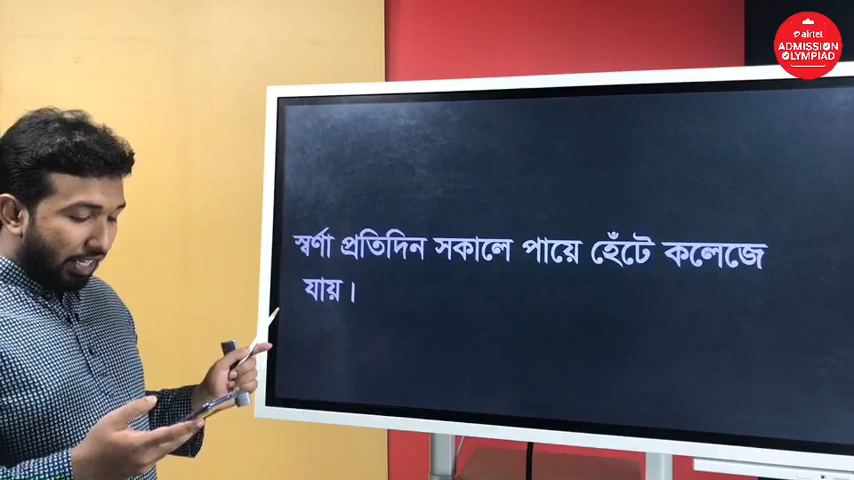 airtel
ADMISSION
OLYMPIAD
স্বর্ণা প্রতিদিন সকালে পায়ে হেঁটে কলেজে
যায়।